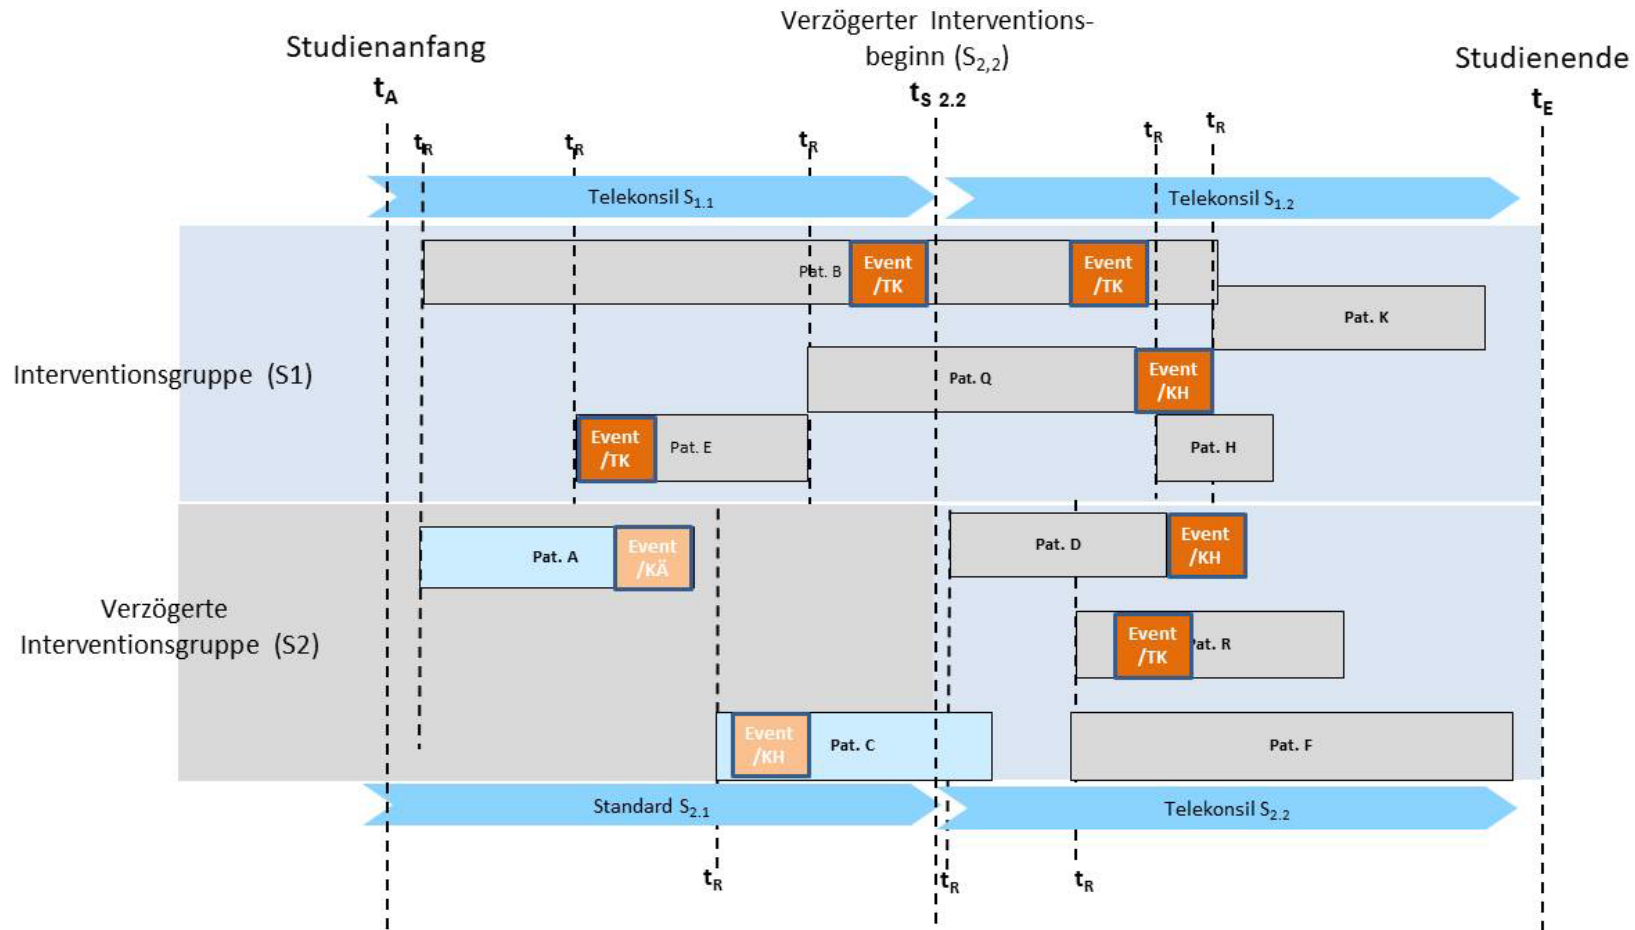 Verzögerter Interventions-
beginn (S2,2)
Studienanfang
Studienende
tA
tS 2.2
tE
tR
tR
tR
tR
tR
Telekonsil S1.1
Telekonsil S1.2
Pat. B
Event
/TK
Event
/TK
Pat. K
Interventionsgruppe (S1)
Pat. Q
Event
/KH
Event
/TK
Pat. E
Pat. H
Pat. A
Event
/KÄ
Pat. D
Event
/KH
Verzögerte
Interventionsgruppe (S2)
Event
/TK
Pat. R
Event
/KH
Pat. C
Pat. F
Standard S2.1
Telekonsil S2.2
tR
tR
tR